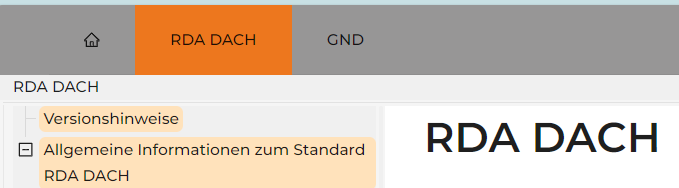 RDA DACH
GND
RDA DACH
Versionshinweise
Allgemeine Informationen zum Standard
RDA DACH
RDA DACH